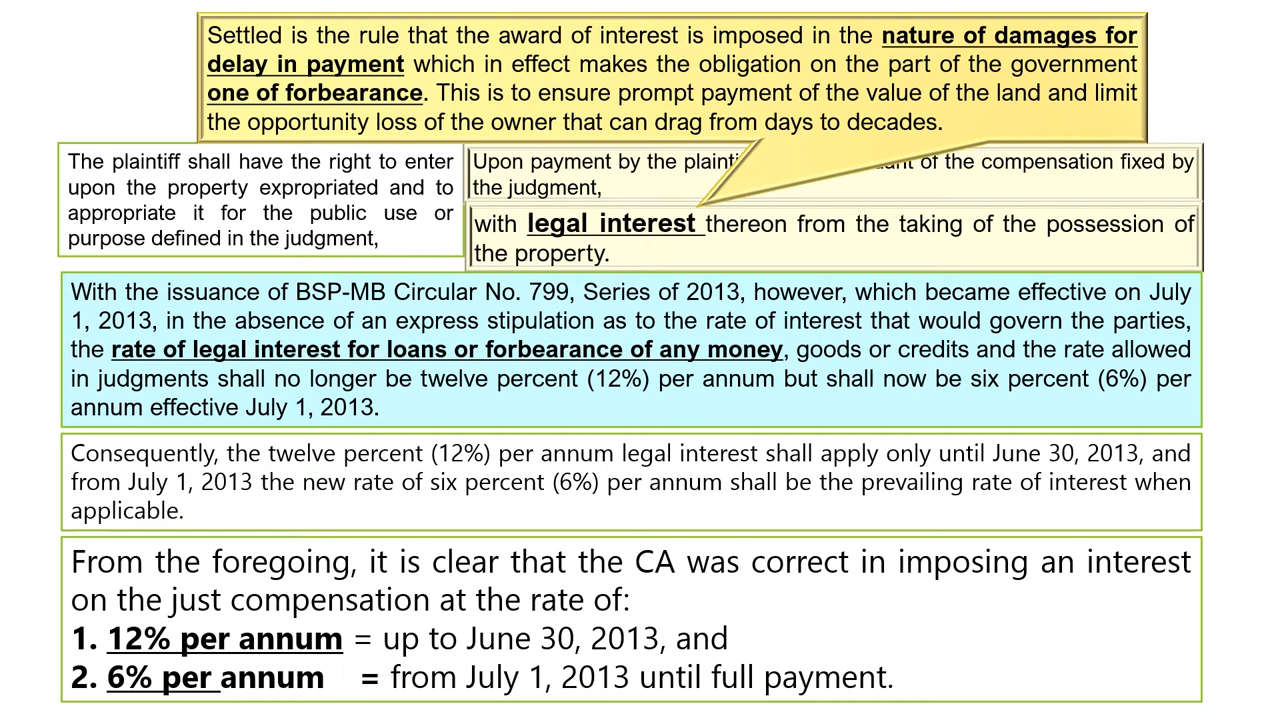 Settled is the rule that the award of interest is imposed in the nature of damages for
delay in payment which in effect makes the obligation on the part of the government
one of forbearance. This is to ensure prompt payment of the value of the land and limit
the opportunity loss of the owner that can drag from days to decades.
The plaintiff shall have the right to enter
upon the property expropriated and to
appropriate it for the public use or
purpose defined in the judgment,
Upon payment by the of the compensation fixed by
the judgment,
with legal interest thereon from the taking of the possession of
the property.
With the issuance of BSP-MB Circular No. 799, Series of 2013, however, which became effective on July
1, 2013, in the absence of an express stipulation as to the rate of interest that would govern the parties,
the rate of legal interest for loans or forbearance of any money, goods or credits and the rate allowed
in judgments shall no longer be twelve percent (12%) per annum but shall now be six percent (6%) per
annum effective July 1, 2013.
Consequently, the twelve percent (12%) per annum legal interest shall apply only until June 30, 2013, and
from July 1, 2013 the new rate of six percent (6%) per annum shall be the prevailing rate of interest when
applicable.
From the foregoing, it is clear that the CA was correct in imposing an interest
on the just compensation at the rate of:
1. 12% per annum = up to June 30, 2013, and
2. 6% per annum = from July 1, 2013 until full payment.